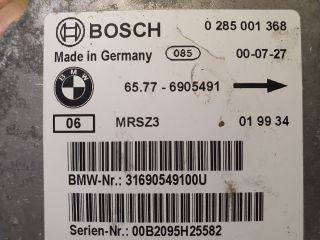 BOSCH 0 285 001 368
Made in Germany 085 00-07-27
BMW 65.77 - 6905491
06 MRSZ3 01 99 34
BMW-Nr.: 31690549100U
Serien-Nr.: 00B2095H25582